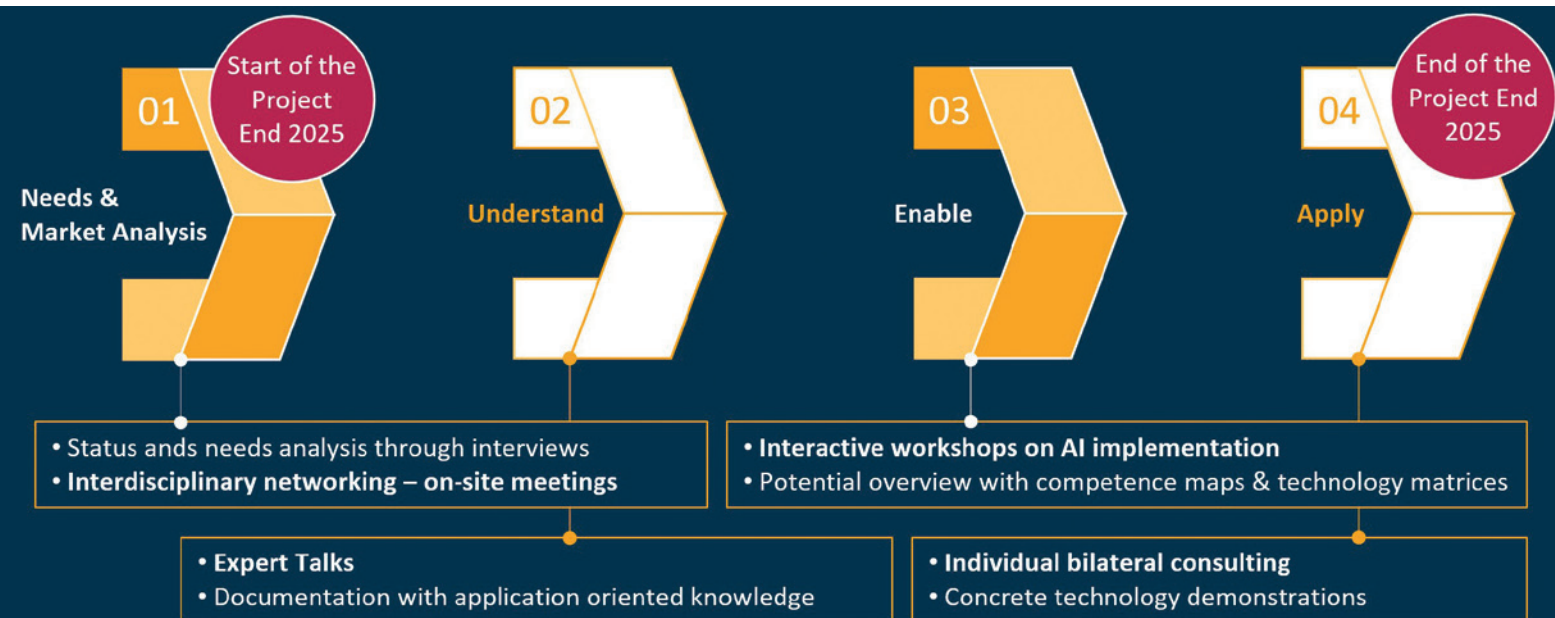 01
Start of the
Project
End 2025
Needs &
Market Analysis
02
Understand
03
Enable
04
End of the
Project End
2025
Apply
• Status ands needs analysis through interviews
• Interdisciplinary networking – on-site meetings
• Expert Talks
• Documentation with application oriented knowledge
• Interactive workshops on AI implementation
• Potential overview with competence maps & technology matrices
• Individual bilateral consulting
• Concrete technology demonstrations